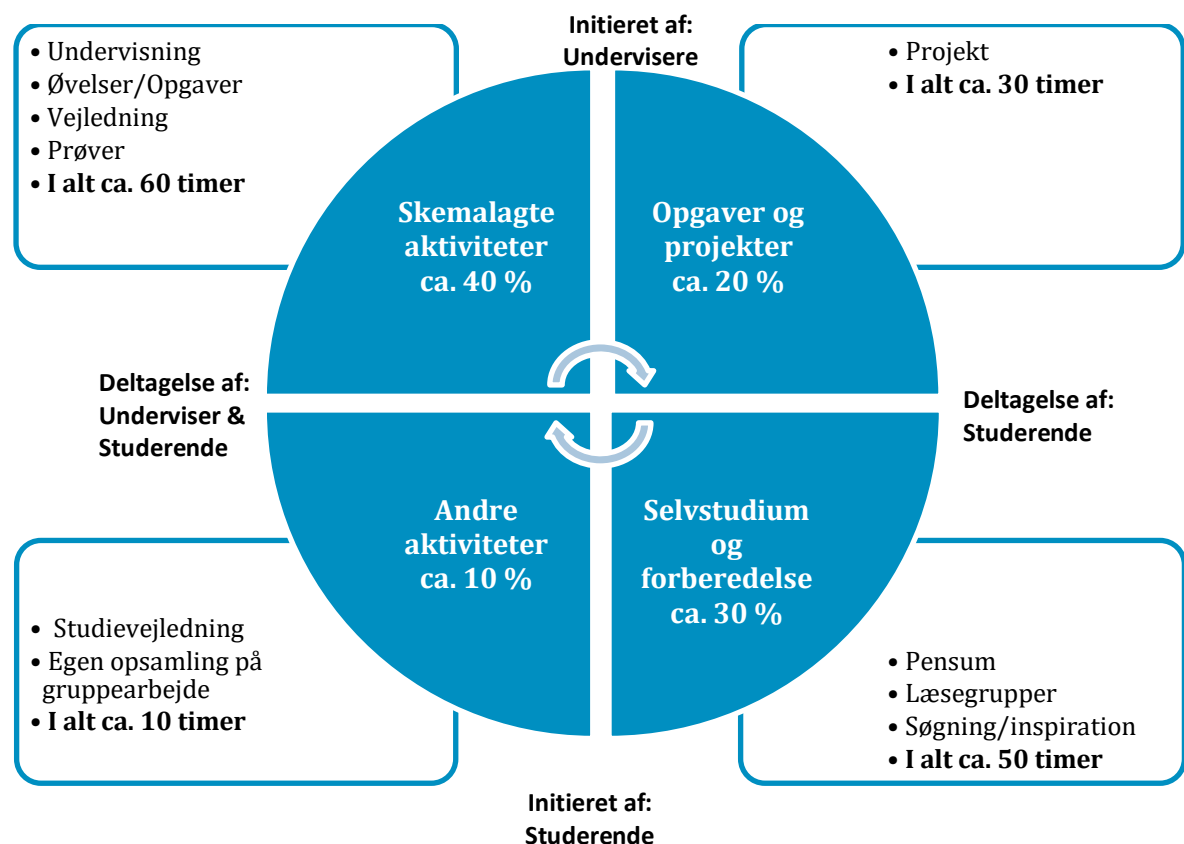 Initieret af:
Undervisere
• Undervisning
• Øvelser/Opgaver
• Vejledning
• Prøver
• I alt ca. 60 timer
• Projekt
• I alt ca. 30 timer
Skemalagte
aktiviteter
ca. 40 %
Opgaver og
projekter
ca. 20 %
Deltagelse af:
Underviser &
Studerende
Deltagelse af:
Studerende
Andre
aktiviteter
ca. 10 %
Selvstudium
og
forberedelse
ca. 30 %
• Studievejledning
• Egen opsamling på
gruppearbejde
• I alt ca. 10 timer
• Pensum
• Læsegrupper
• Søgning/inspiration
• I alt ca. 50 timer
Initieret af:
Studerende